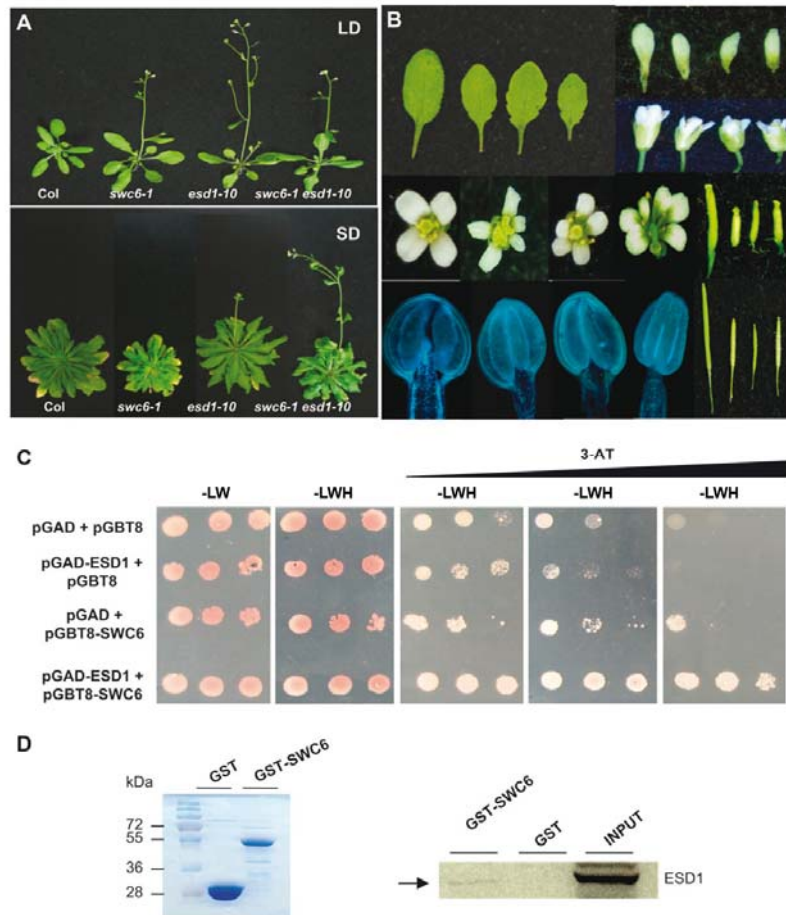 A
LD
Col swc6-1 esd1-10 swc6-1 esd1-10
SD
Col swc6-1 esd1-10 swc6-1 esd1-10
B
C
3-AT
-LW -LWH -LWH -LWH -LWH
pGAD + pGBT8
pGAD-ESD1 +
pGBT8
pGAD +
pGBT8-SWC6
pGAD-ESD1 +
pGBT8-SWC6
D
kDa
GST
GST-SWC6
72
55
36
28
GST-SWC6
GST
INPUT
ESD1